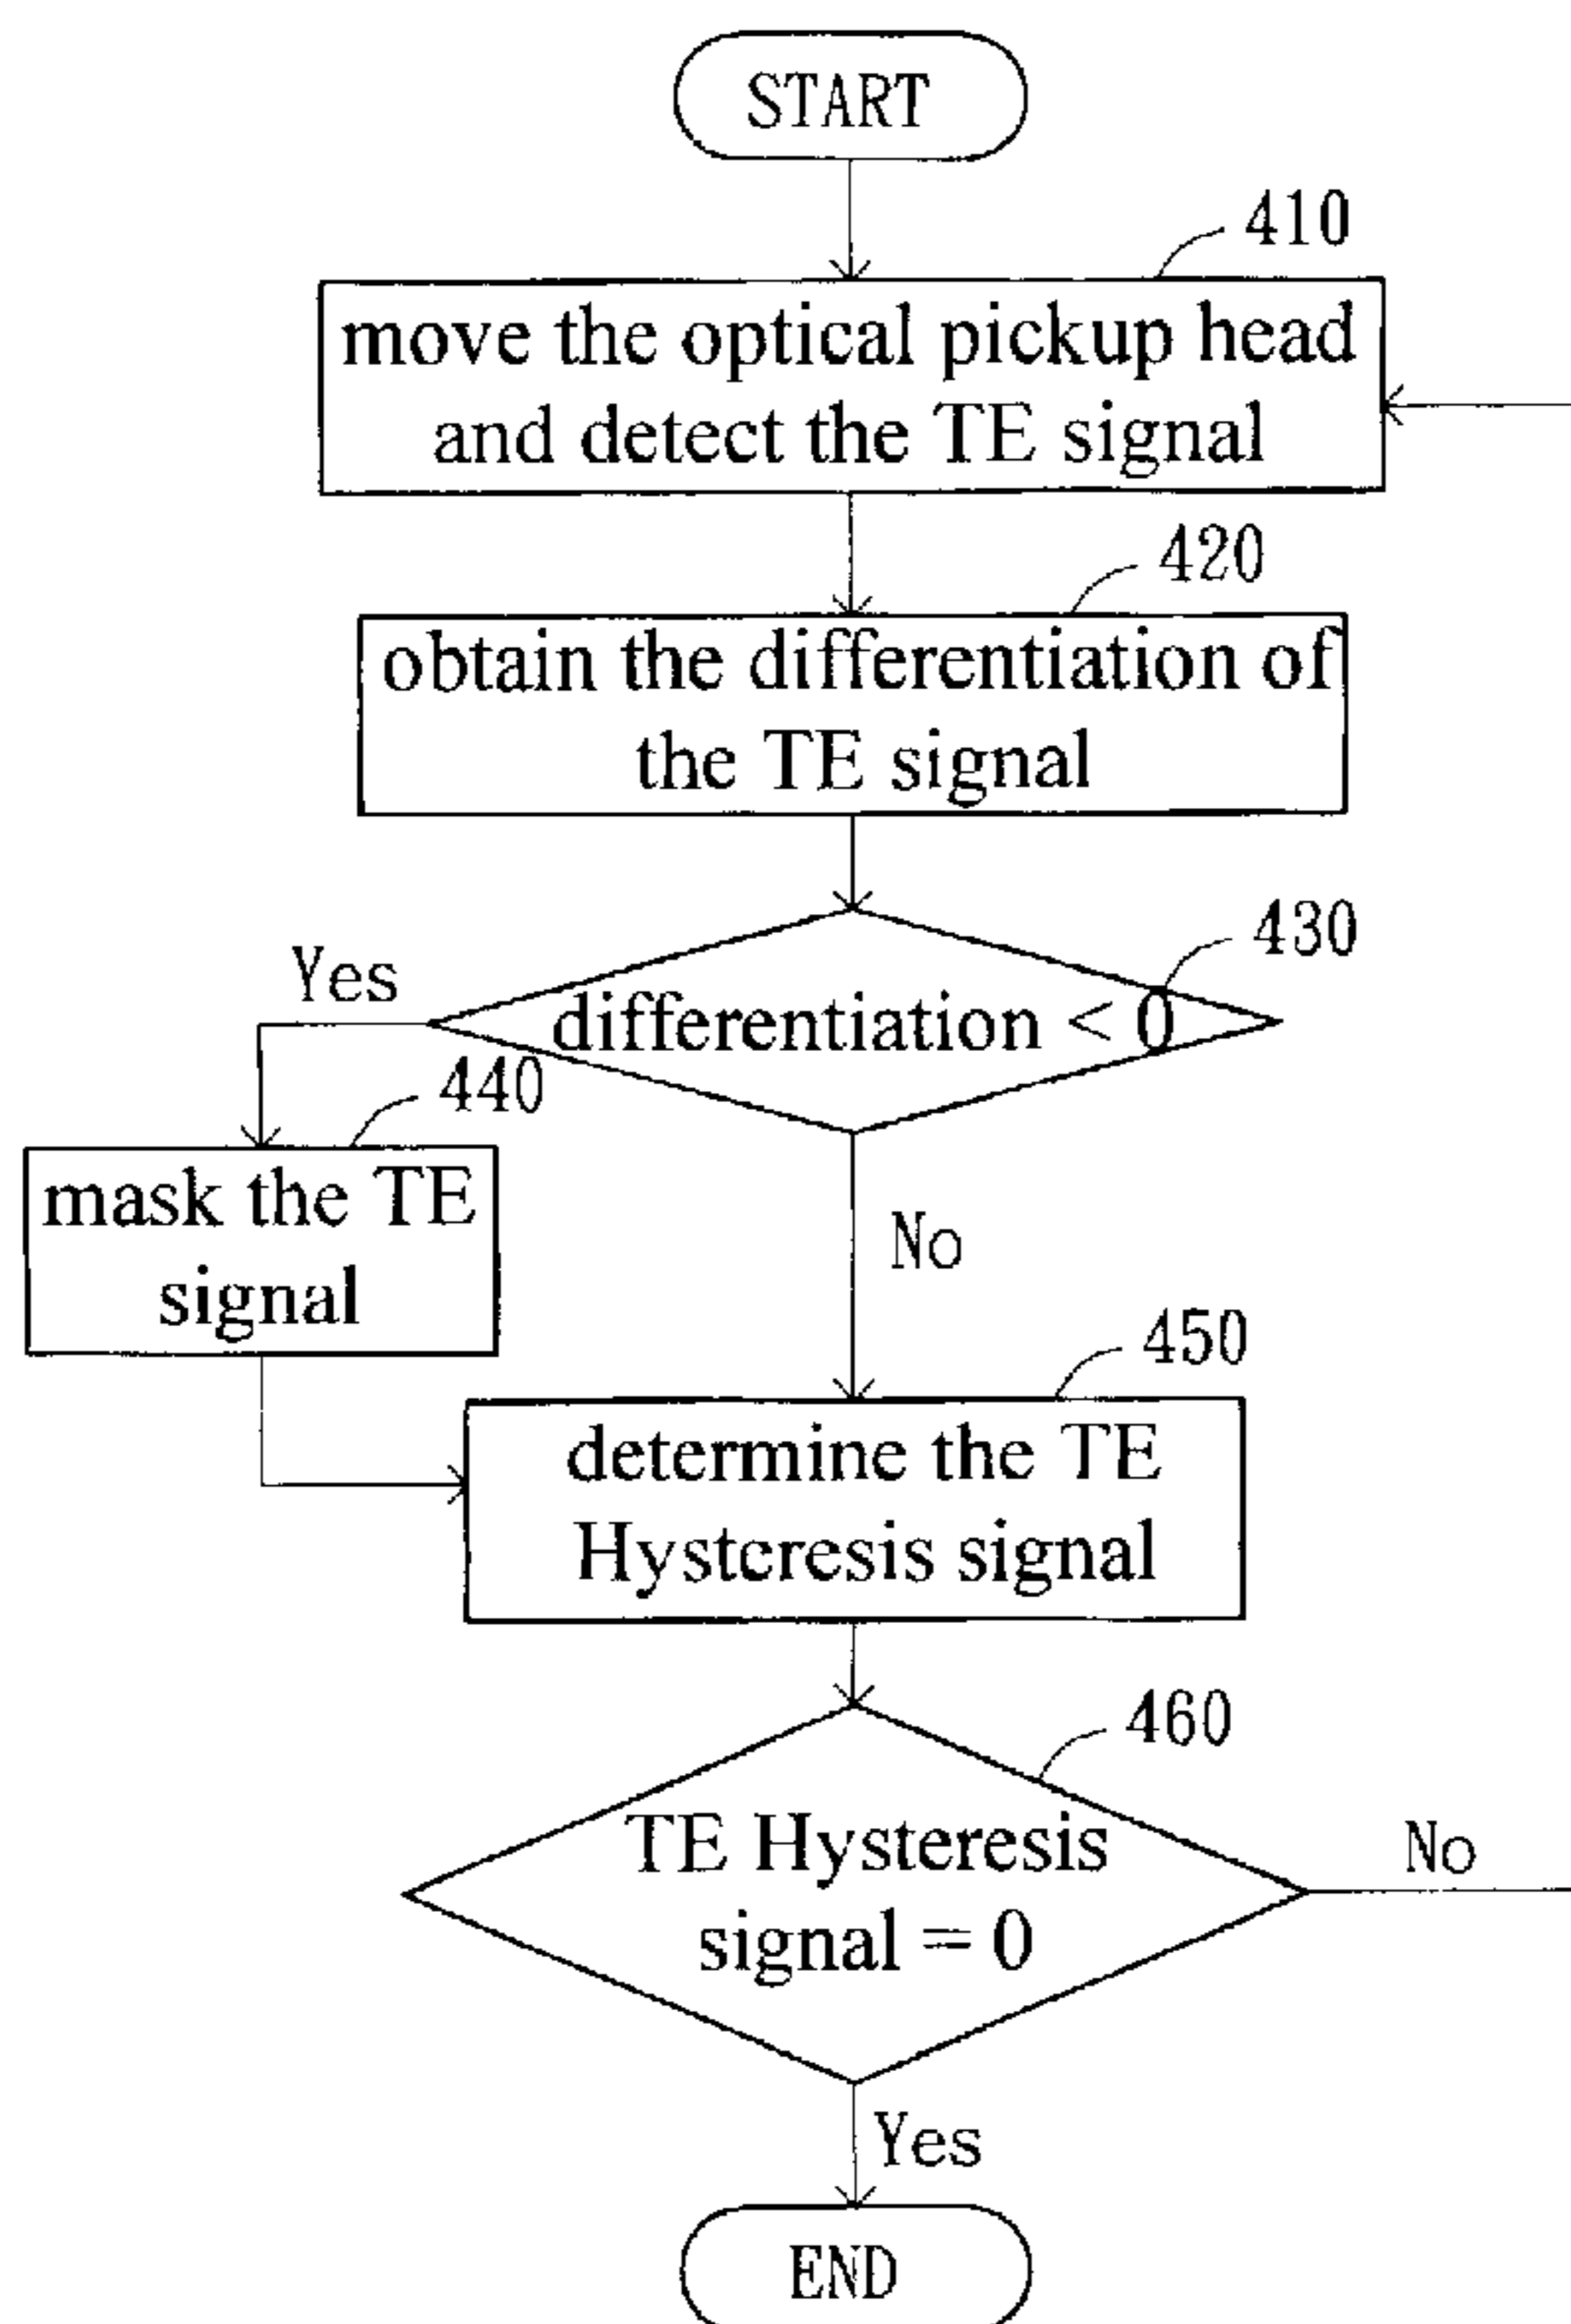 START
410
move the optical pickup head
and detect the TE signal
420
obtain the differentiation of
the TE signal
430
differentiation < 0
Yes
440
mask the TE
signal
No
450
determine the TE
Hysteresis signal
460
TE Hysteresis
signal = 0
No
Yes
END